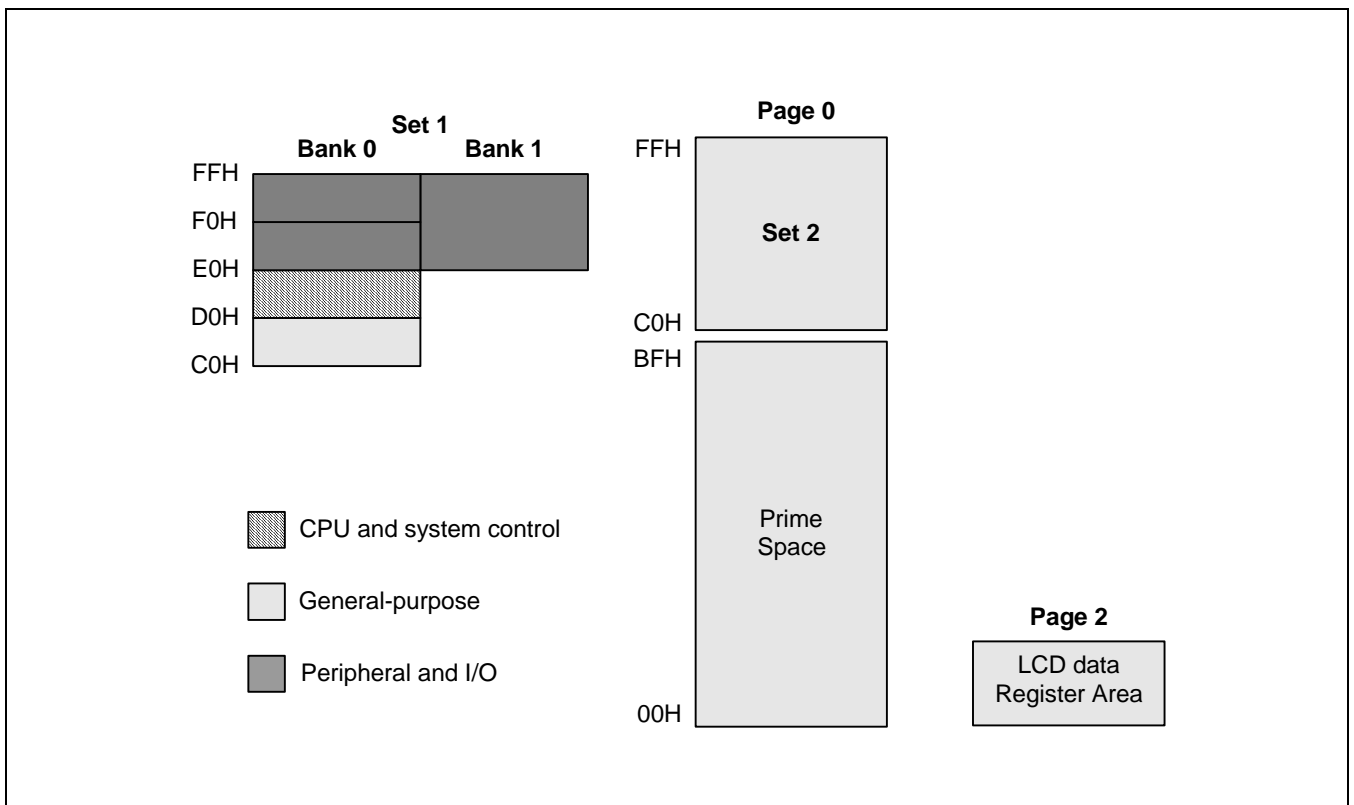 Set 1
Bank 0 Bank 1
FFH
F0H
E0H
D0H
C0H
CPU and system control
General-purpose
Peripheral and I/O
Page 0
FFH
Set 2
C0H
BFH
Prime
Space
00H
Page 2
LCD data
Register Area